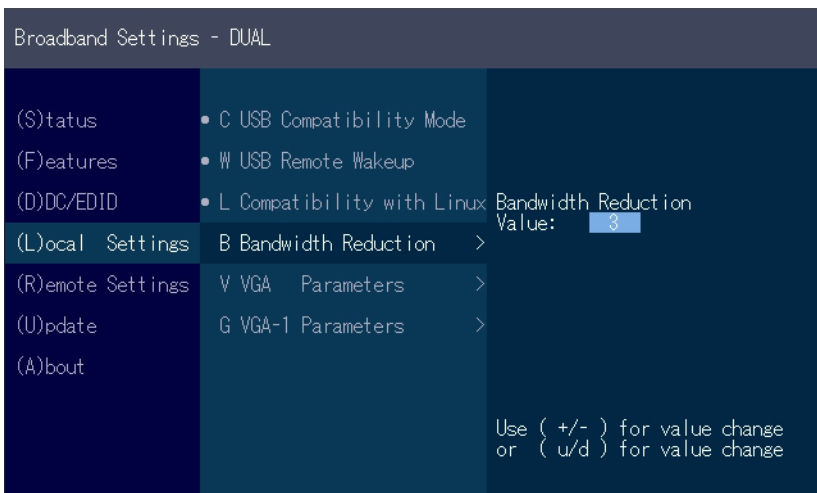 Broadband Settings - DUAL
(S)tatus
(F)eatures
(D)DC/EDID
(L)ocal Settings
(R)emote Settings
(U)pdate
(A)bout
• C USB Compatibility Mode
• W USB Remote Wakeup
• L Compatibility with Linux
B Bandwidth Reduction >
V VGA Parameters >
G VGA-1 Parameters >
Bandwidth Reduction
Value: 3
Use ( +/- ) for value change
or ( u/d ) for value change